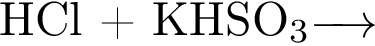 HCl + KHSO₃⟶